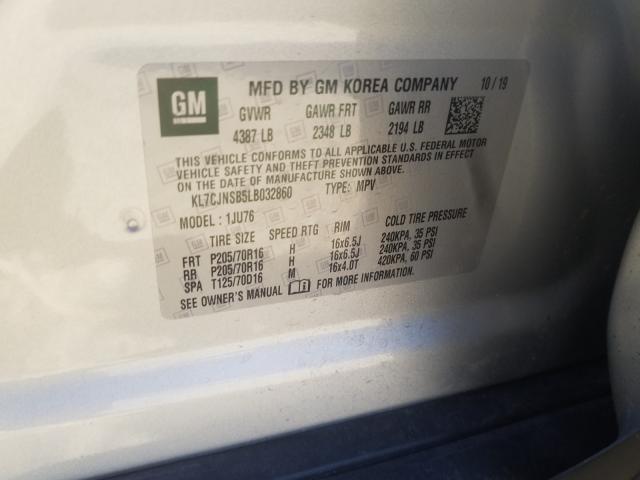 GM
MFD BY GM KOREA COMPANY 10/19
GVWR GAWR FRT GAWR RR
4387 LB 2348 LB 2194 LB
THIS VEHICLE CONFORMS TO ALL APPLICABLE U.S. FEDERAL MOTOR
VEHICLE SAFETY AND THEFT PREVENTION STANDARDS IN EFFECT
ON THE DATE OF MANUFACTURE SHOWN ABOVE.
KL7CJNSB5LB032860 TYPE: MPV
MODEL: 1JU76
TIRE SIZE SPEED RTG RIM COLD TIRE PRESSURE
FRT P205/70R16 H 16x6.5J 240KPA, 35 PSI
RR P205/70R16 H 16x6.5J 240KPA, 35 PSI
SPA T125/70D16 M 16x4.0T 420KPA, 60 PSI
SEE OWNER'S MANUAL FOR MORE INFORMATION.